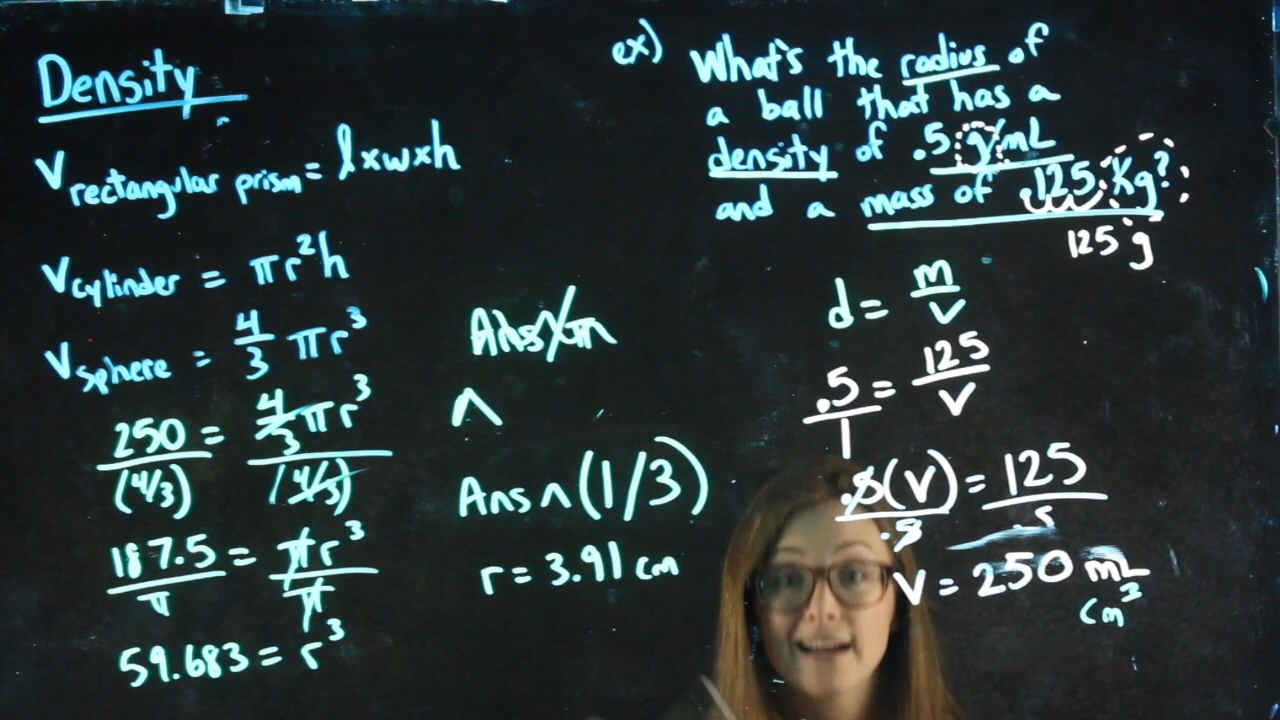 Density
V rectangular prism = l x w x h
V cylinder = πr²h
V sphere = 4/3 πr³
250 = 4/3 πr³
(4/3) (4/3)
187.5 = πr³
π π
59.683 = r³
^
Ans^(1/3)
r = 3.91 cm
ex) What's the radius of
a ball that has a
density of .5 g/mL
and a mass of .125 Kg?
125 g
d = m/V
.5/1 = 125/V
.5(V) = 125
.5 .5
V = 250 mL
cm³